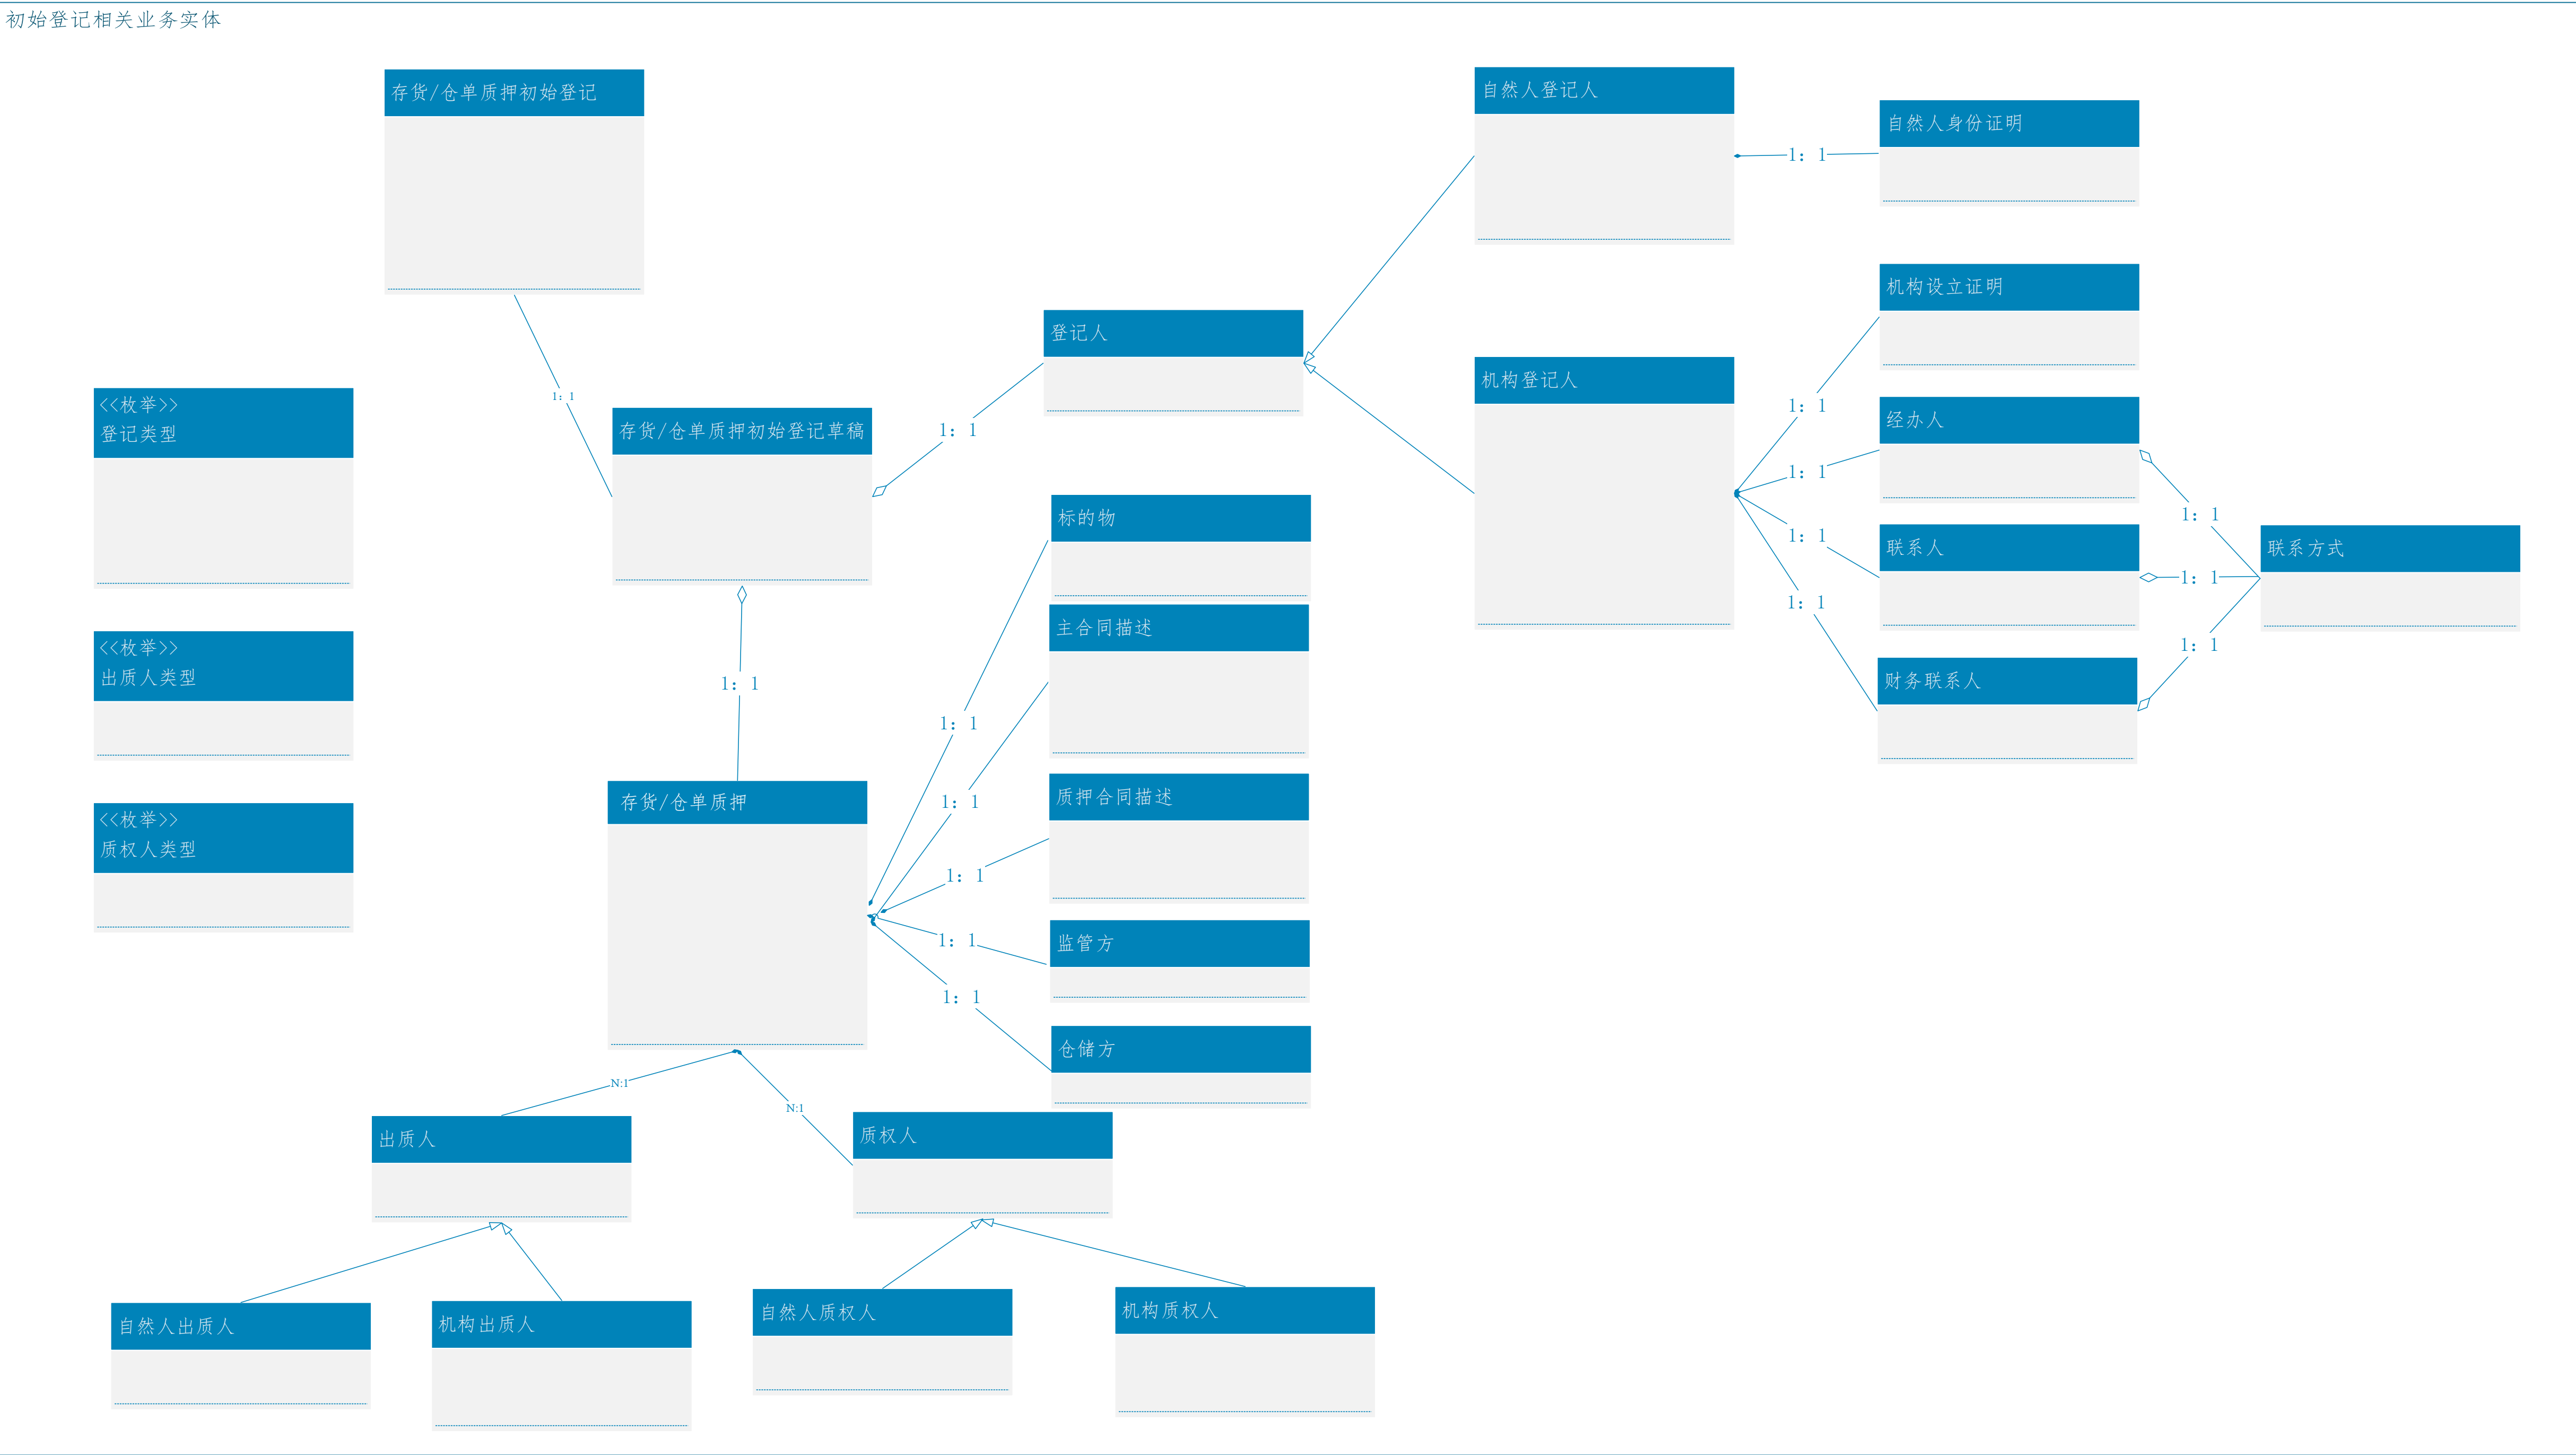 初始登记相关业务实体
存货/仓单质押初始登记
自然人登记人
自然人身份证明
1: 1
机构设立证明
登记人
机构登记人
<<枚举>>
登记类型
1: 1
存货/仓单质押初始登记草稿
1: 1
1: 1
经办人
1: 1
标的物
1: 1
联系人
1: 1
联系方式
1: 1
1: 1
1: 1
主合同描述
<<枚举>>
出质人类型
1: 1
财务联系人
1: 1
1: 1
质押合同描述
存货/仓单质押
1: 1
<<枚举>>
质权人类型
1: 1
监管方
1: 1
1: 1
仓储方
N:1
N:1
出质人
质权人
自然人出质人
机构出质人
自然人质权人
机构质权人